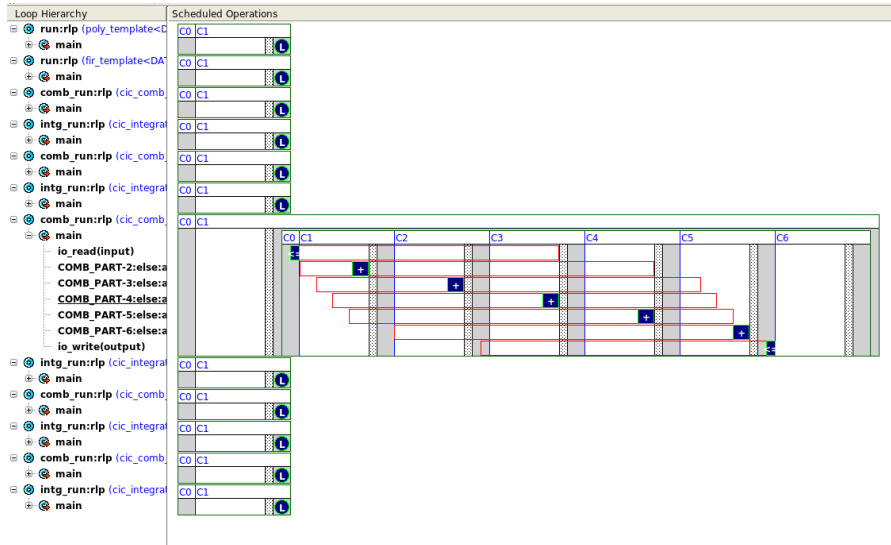 Loop Hierarchy Scheduled Operations
run:rlp (poly_template<D C0 C1
main L
run:rlp (fir_template<DA C0 C1
main L
comb_run:rlp (cic_comb_ C0 C1
main L
intg_run:rlp (cic_integrat C0 C1
main L
comb_run:rlp (cic_comb_ C0 C1
main L
intg_run:rlp (cic_integrat C0 C1
main L
comb_run:rlp (cic_comb_ C0 C1
main C0 C1 C2 C3 C4 C5 C6
io_read(input)
COMB_PART-2:else:a +
COMB_PART-3:else:a +
COMB_PART-4:else:a +
COMB_PART-5:else:a +
COMB_PART-6:else:a +
io_write(output)
intg_run:rlp (cic_integrat C0 C1
main L
comb_run:rlp (cic_comb_ C0 C1
main L
intg_run:rlp (cic_integrat C0 C1
main L
comb_run:rlp (cic_comb_ C0 C1
main L
intg_run:rlp (cic_integrat C0 C1
main L